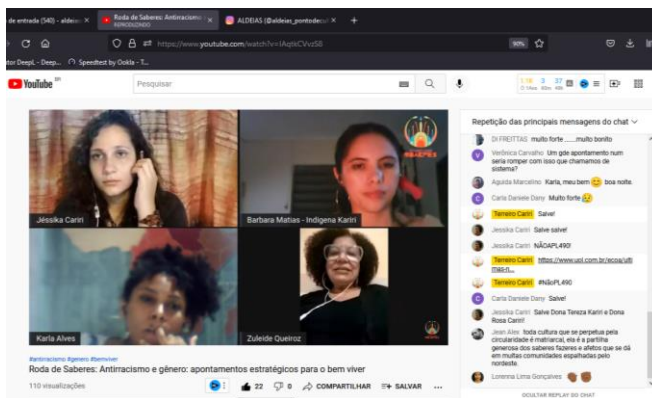 de entrada (540) - aldeias
Roda de Saberes: Antirracismo
REPRODUZINDO
ALDEIAS (@aldeias_pontodecul
https://www.youtube.com/watch?v=IAqtkCVvzS0
90%
tor DeepL - Deep...
Speedtest by Ookla - T...
YouTube BR
Pesquisar
Jéssika Cariri
Barbara Matias - Indigena Kariri
Karla Alves
Zuleide Queiroz
#antirracismo #genero #bemviver
Roda de Saberes: Antirracismo e gênero: apontamentos estratégicos para o bem viver
110 visualizações
22
0
COMPARTILHAR
SALVAR
Repetição das principais mensagens do chat
DI FREITTAS muito forte .......muito bonito
Verônica Carvalho Um gde apontamento num
seria romper com isso que chamamos de
sistema?
Aguida Marcelino Karla, meu bem 😊 boa noite.
Carla Daniele Dany Muito forte 😥
Terreiro Cariri Salve!
Jessika Cariri Salve salve!
Jessika Cariri NÃOAPL490!
Terreiro Cariri https://www.uol.com.br/ecoa/ulti
mas-n...
Terreiro Cariri #NãoPL490
Carla Daniele Dany Salve!
Jessika Cariri Salve Dona Tereza Kariri e Dona
Rosa Cariri!
Jean Alex toda cultura que se perpetua pela
circularidade é matriarcal, ela é a partilha
generosa dos saberes fazeres e afetos que se dá
em muitas comunidades espalhadas pelo
nordeste.
Lorenna Lima Gonçalves
OCULTAR REPLAY DO CHAT